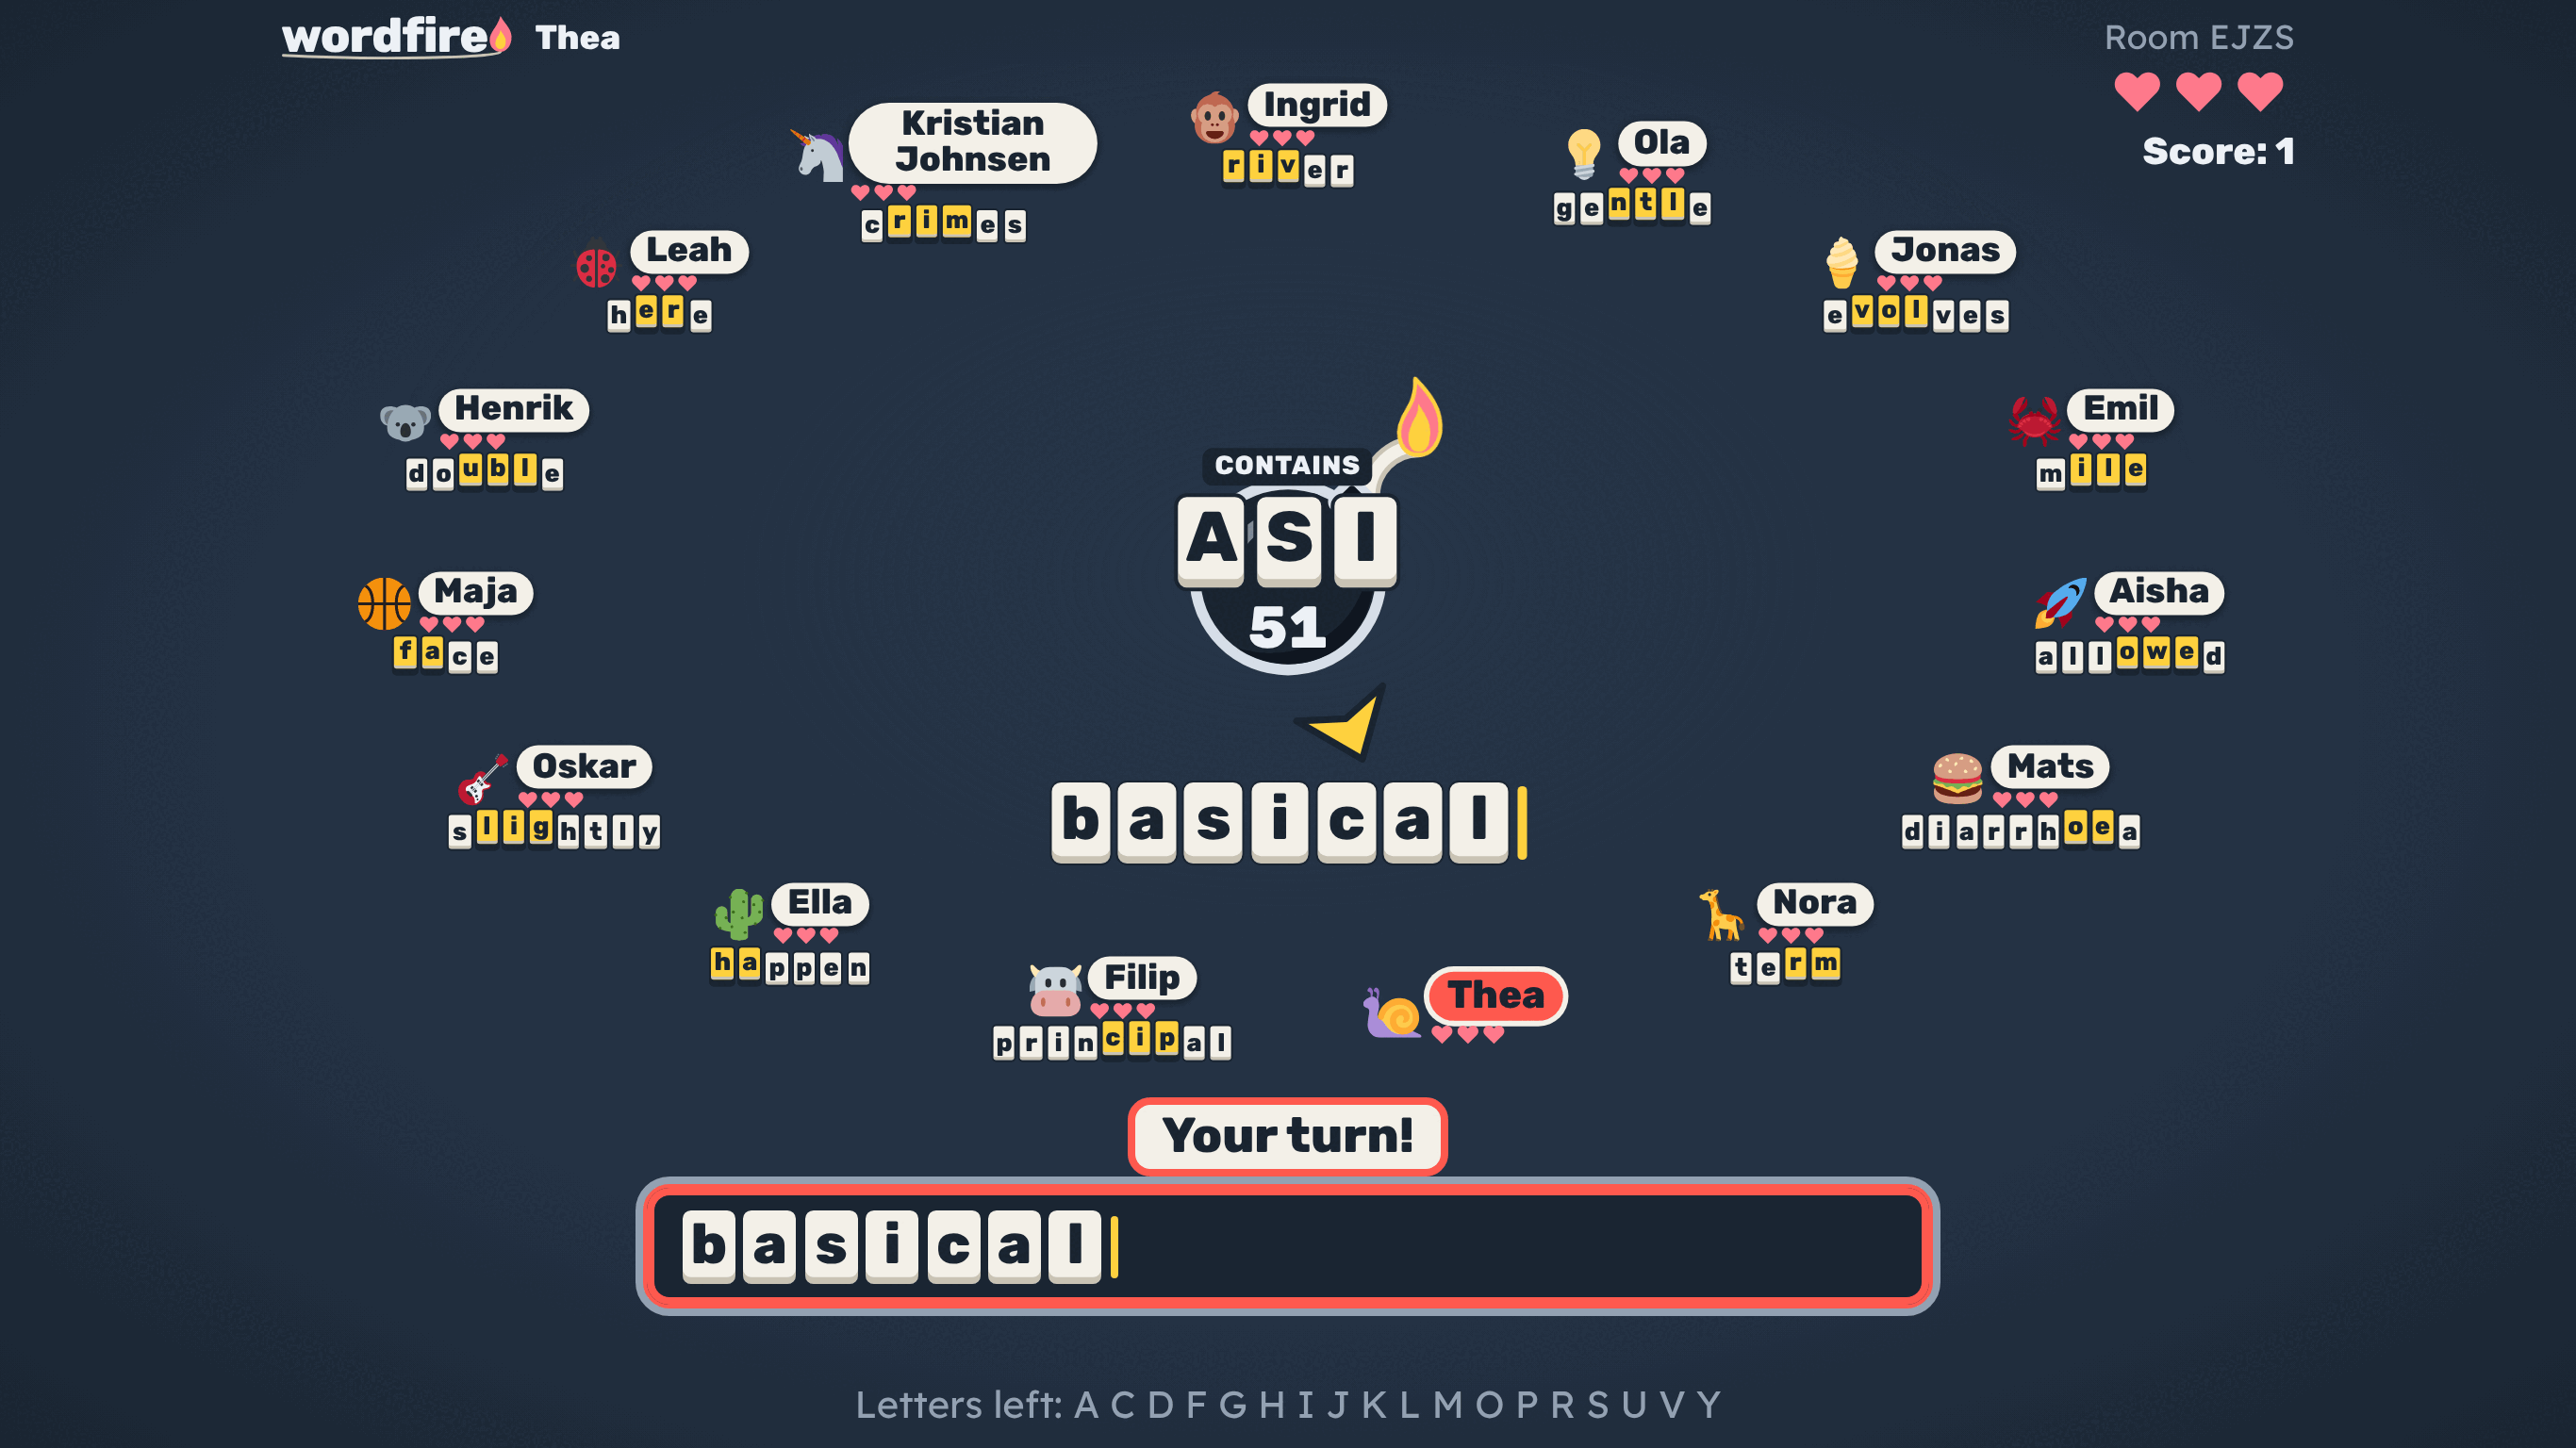 wordfire Thea
Room EJZS
Score: 1
Kristian
Johnsen
crimes
Ingrid
river
Ola
gentle
Leah
here
Jonas
evolves
Henrik
double
Emil
mile
CONTAINS
ASI
51
Maja
face
Aisha
allowed
Oskar
slightly
basical
Mats
diarrhoea
Ella
happen
Nora
term
Filip
principal
Thea
Your turn!
basical
Letters left: A C D F G H I J K L M O P R S U V Y